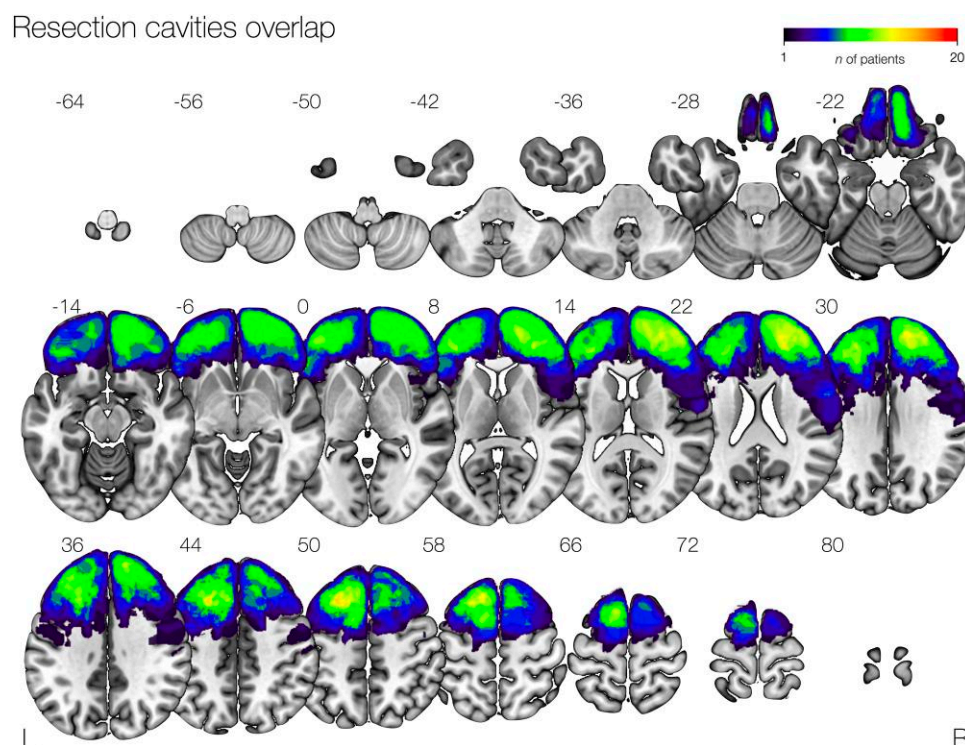 Resection cavities overlap
1 n of patients 20
-64 -56 -50 -42 -36 -28 -22
-14 -6 0 8 14 22 30
36 44 50 58 66 72 80
L R